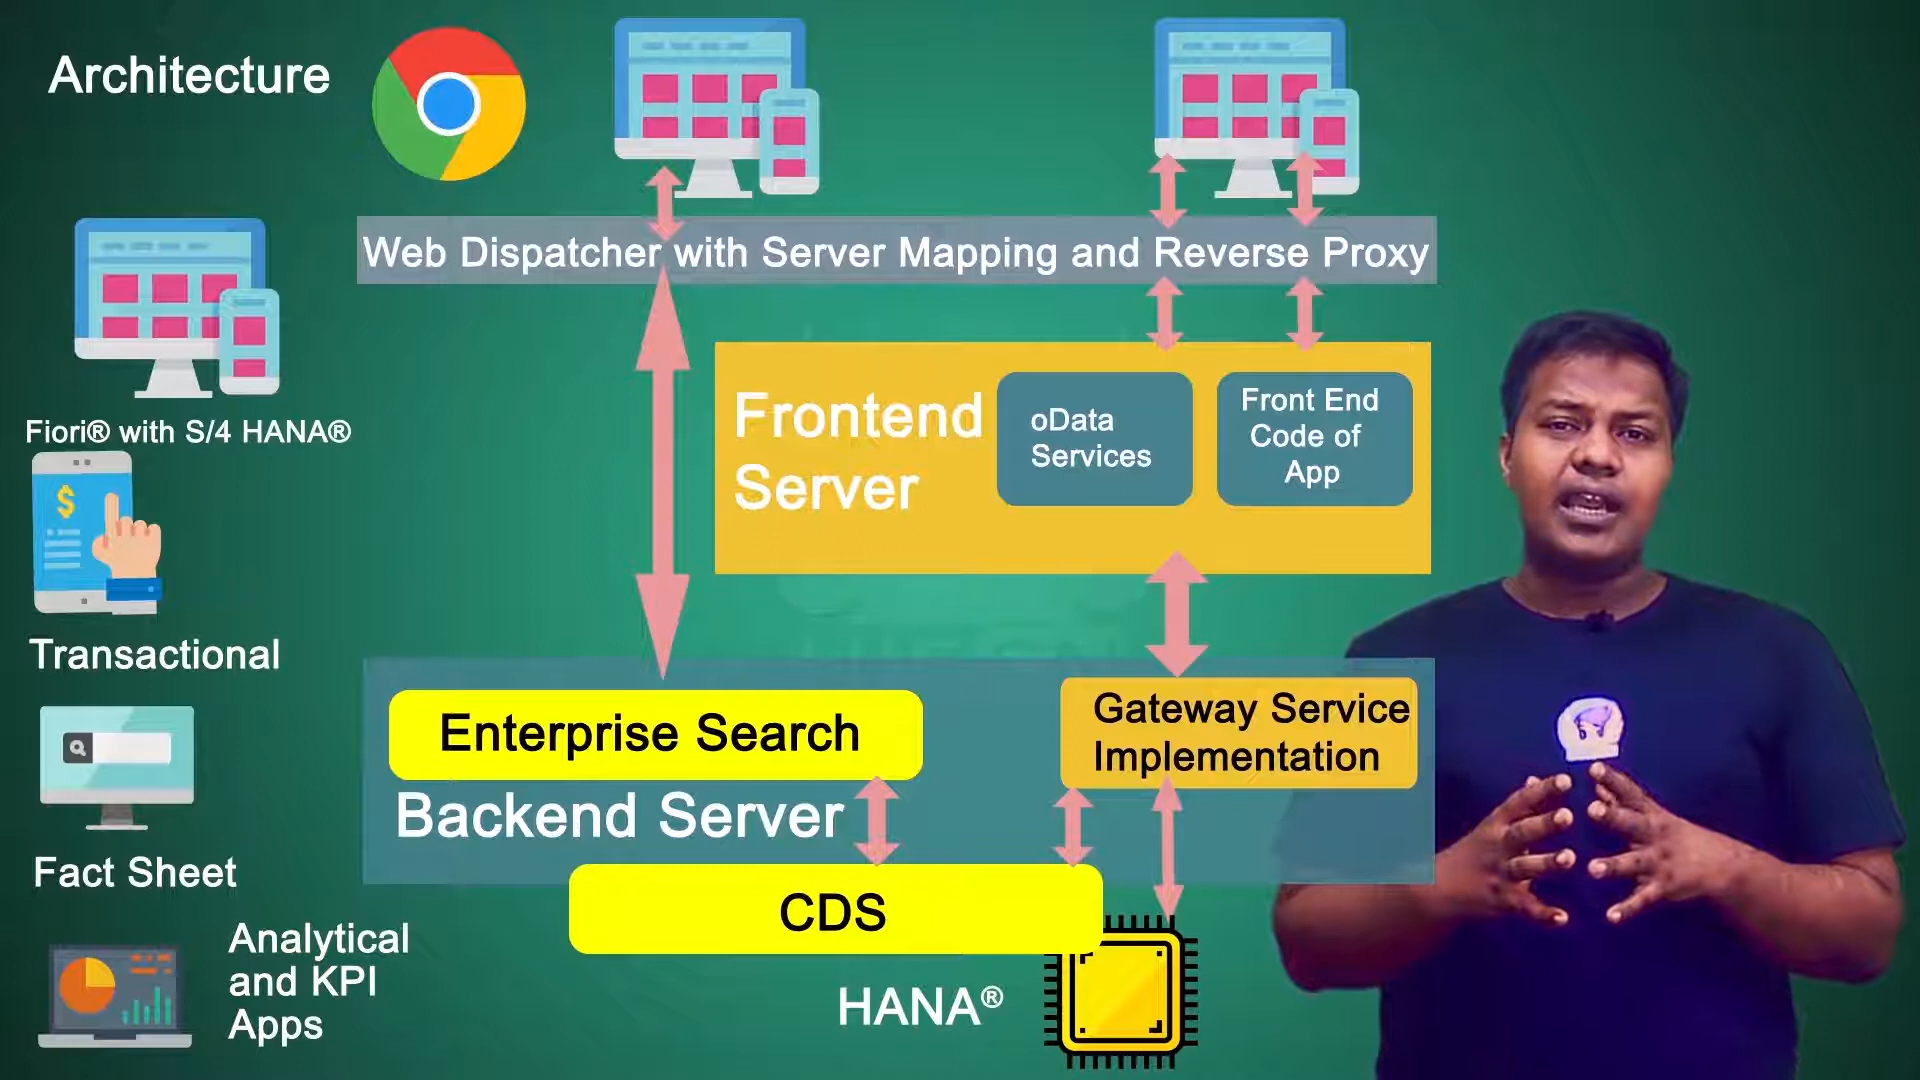 Architecture
Web Dispatcher with Server Mapping and Reverse Proxy
Fiori® with S/4 HANA®
Transactional
Fact Sheet
Analytical
and KPI
Apps
Frontend
Server
oData
Services
Front End
Code of
App
Enterprise Search
Backend Server
Gateway Service
Implementation
CDS
HANA®
$